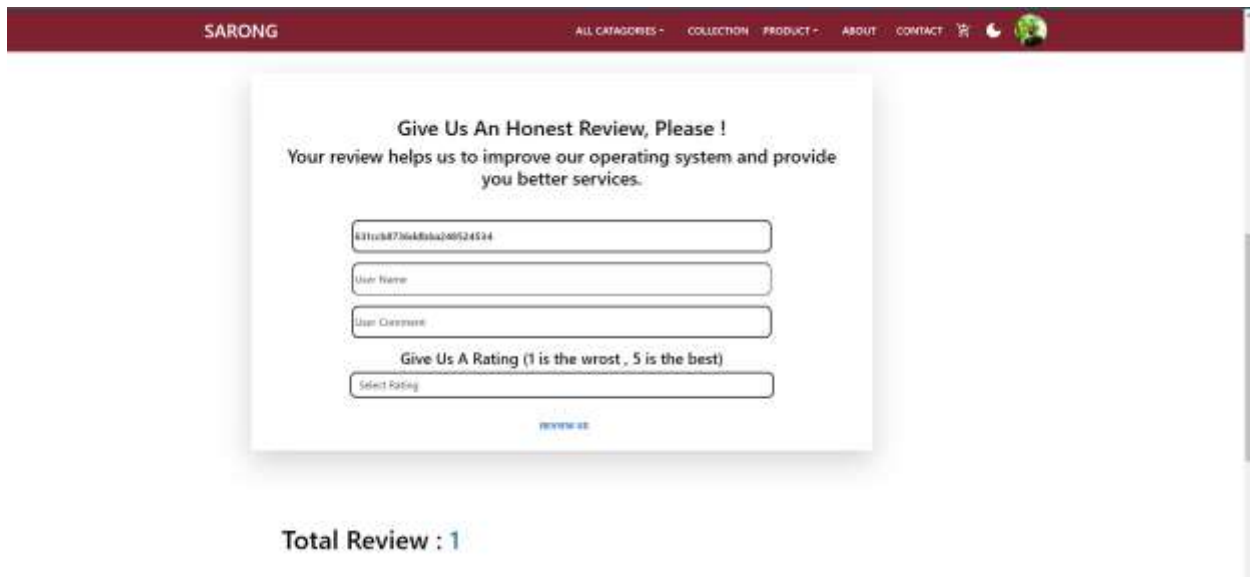 SARONG
ALL CATAGORIES
COLLECTION
PRODUCT
ABOUT
CONTACT
Give Us An Honest Review, Please !
Your review helps us to improve our operating system and provide
you better services.
User Name
User Comment
Give Us A Rating (1 is the wrost , 5 is the best)
Select Rating
REVIEW US
Total Review : 1